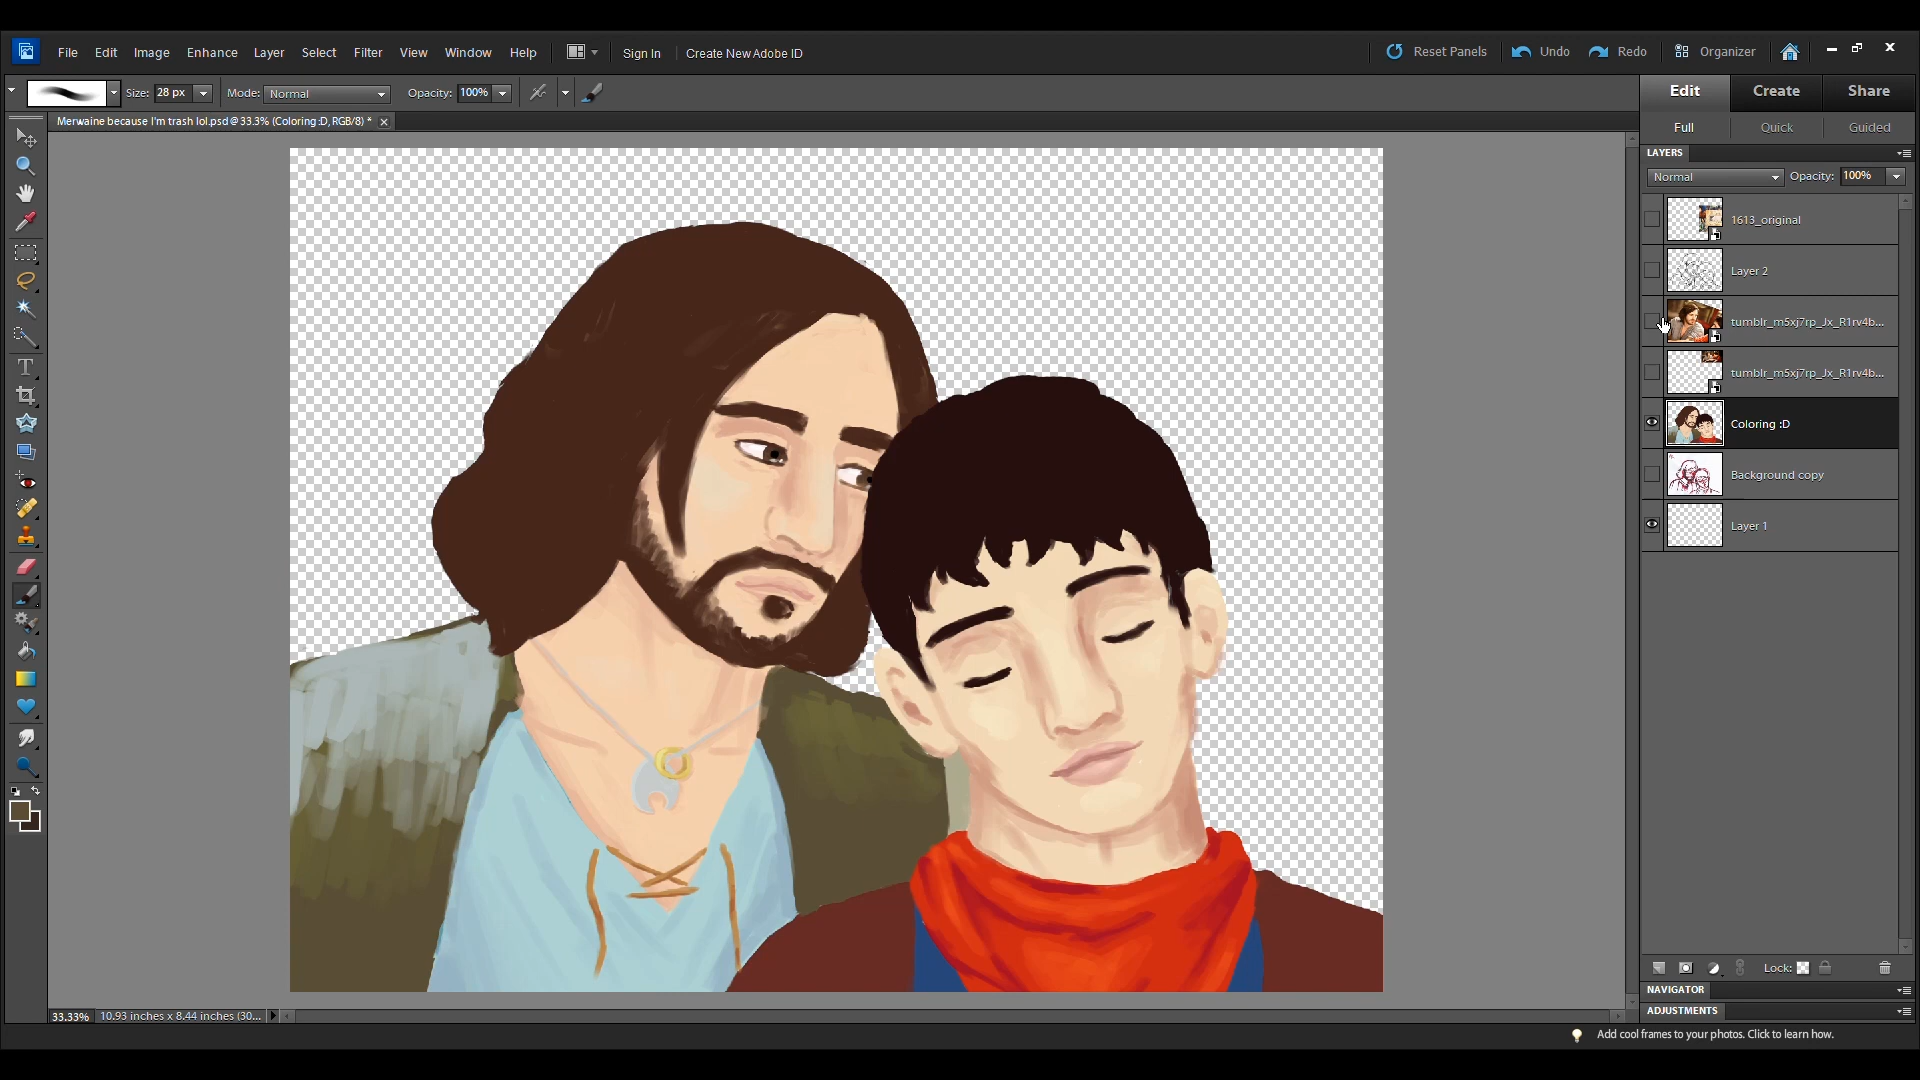 File Edit Image Enhance Layer Select Filter View Window Help Sign In Create New Adobe ID Reset Panels Undo Redo Organizer
Size: 28 px Mode: Normal Opacity: 100% Edit Create Share
Merwaine because I'm trash lol.psd @ 33.3% (Coloring :D, RGB/8) * Full Quick Guided
LAYERS
Normal Opacity: 100%
1613_original
Layer 2
tumblr_m5xj7rp_Jx_R1rv4b...
tumblr_m5xj7rp_Jx_R1rv4b...
Coloring :D
Background copy
Layer 1
Lock:
NAVIGATOR
ADJUSTMENTS
33.33% 10.93 inches x 8.44 inches (30...
Add cool frames to your photos. Click to learn how.